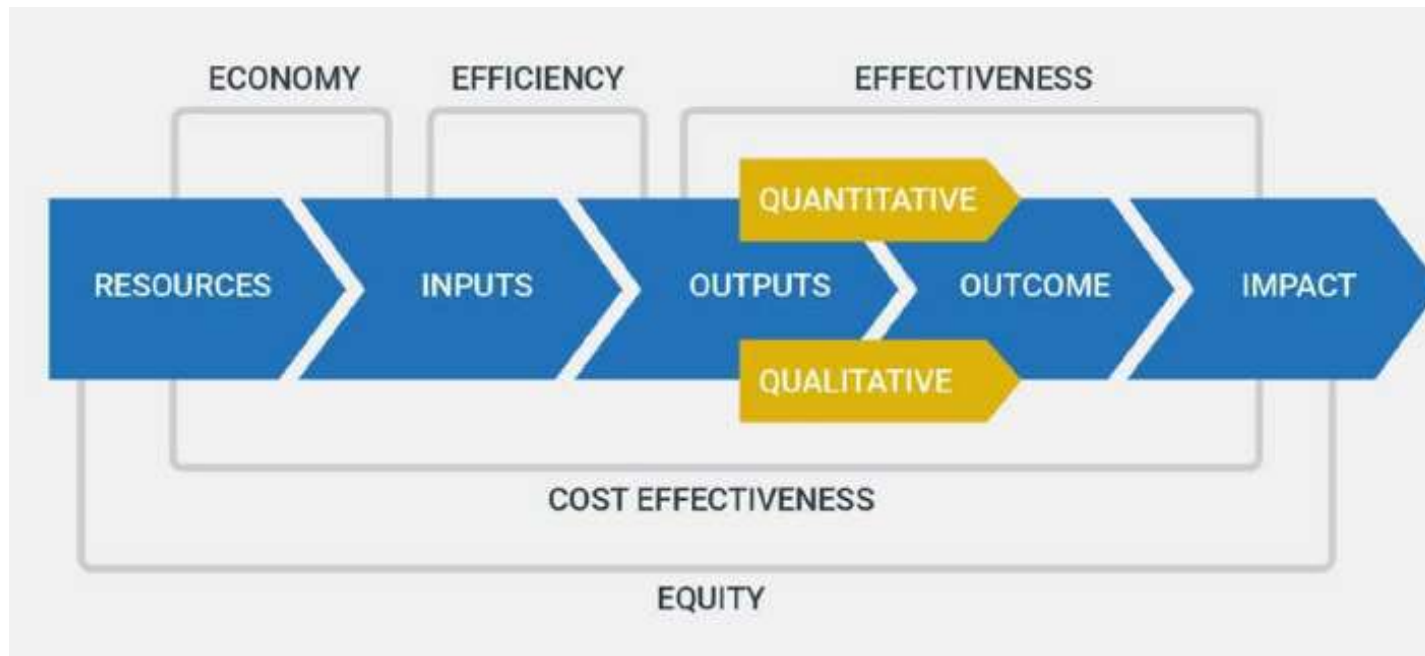 ECONOMY EFFICIENCY EFFECTIVENESS
QUANTITATIVE
RESOURCES INPUTS OUTPUTS OUTCOME IMPACT
QUALITATIVE
COST EFFECTIVENESS
EQUITY